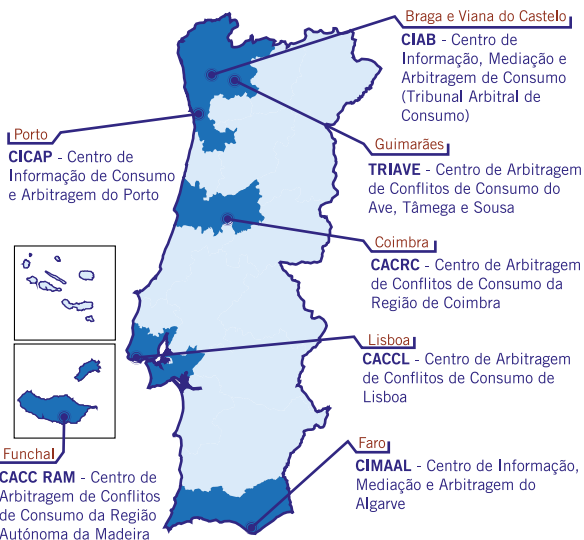 Braga e Viana do Castelo
CIAB - Centro de
Informação, Mediação e
Arbitragem de Consumo
(Tribunal Arbitral de
Consumo)
Porto
CICAP - Centro de
Informação de Consumo
e Arbitragem do Porto
Guimarães
TRIAVE - Centro de Arbitragem
de Conflitos de Consumo do
Ave, Tâmega e Sousa
Coimbra
CACRC - Centro de Arbitragem
de Conflitos de Consumo da
Região de Coimbra
Lisboa
CACCL - Centro de Arbitragem
de Conflitos de Consumo de
Lisboa
Funchal
CACC RAM - Centro de
Arbitragem de Conflitos
de Consumo da Região
Autónoma da Madeira
Faro
CIMAAL - Centro de Informação,
Mediação e Arbitragem do
Algarve